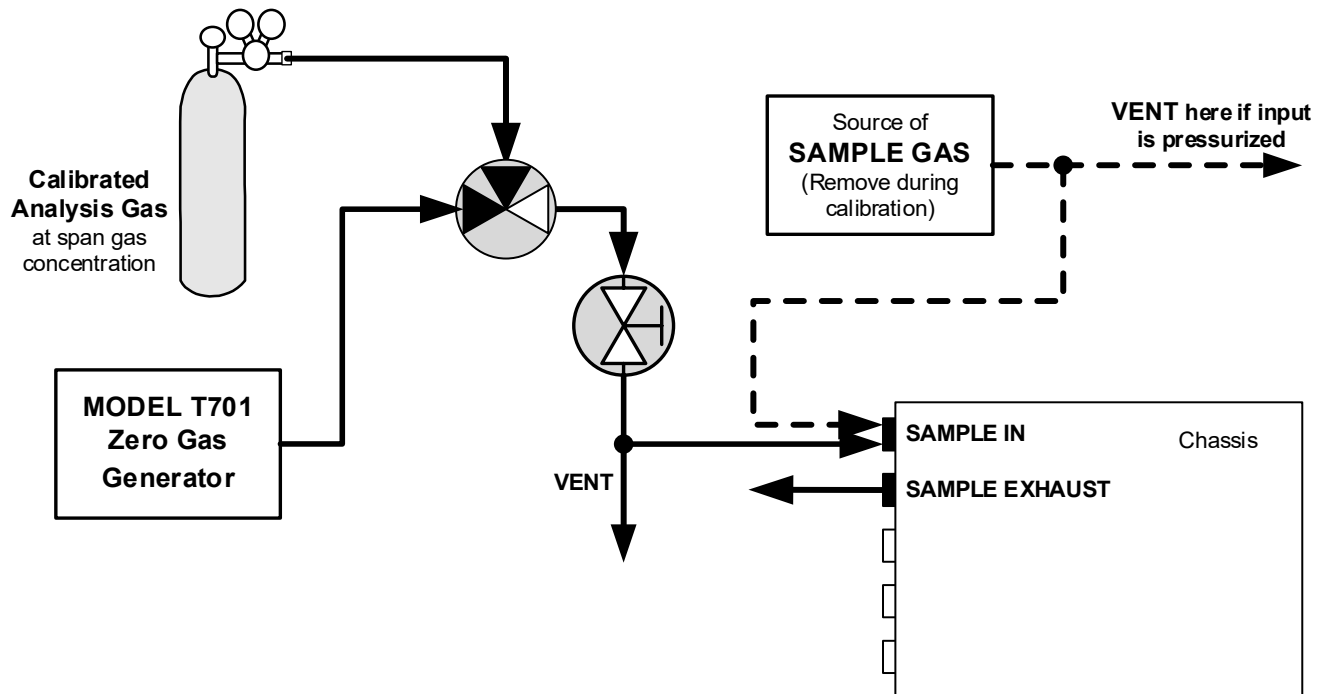 Calibrated
Analysis Gas
at span gas
concentration
MODEL T701
Zero Gas
Generator
VENT
Source of
SAMPLE GAS
(Remove during
calibration)
VENT here if input
is pressurized
SAMPLE IN
Chassis
SAMPLE EXHAUST